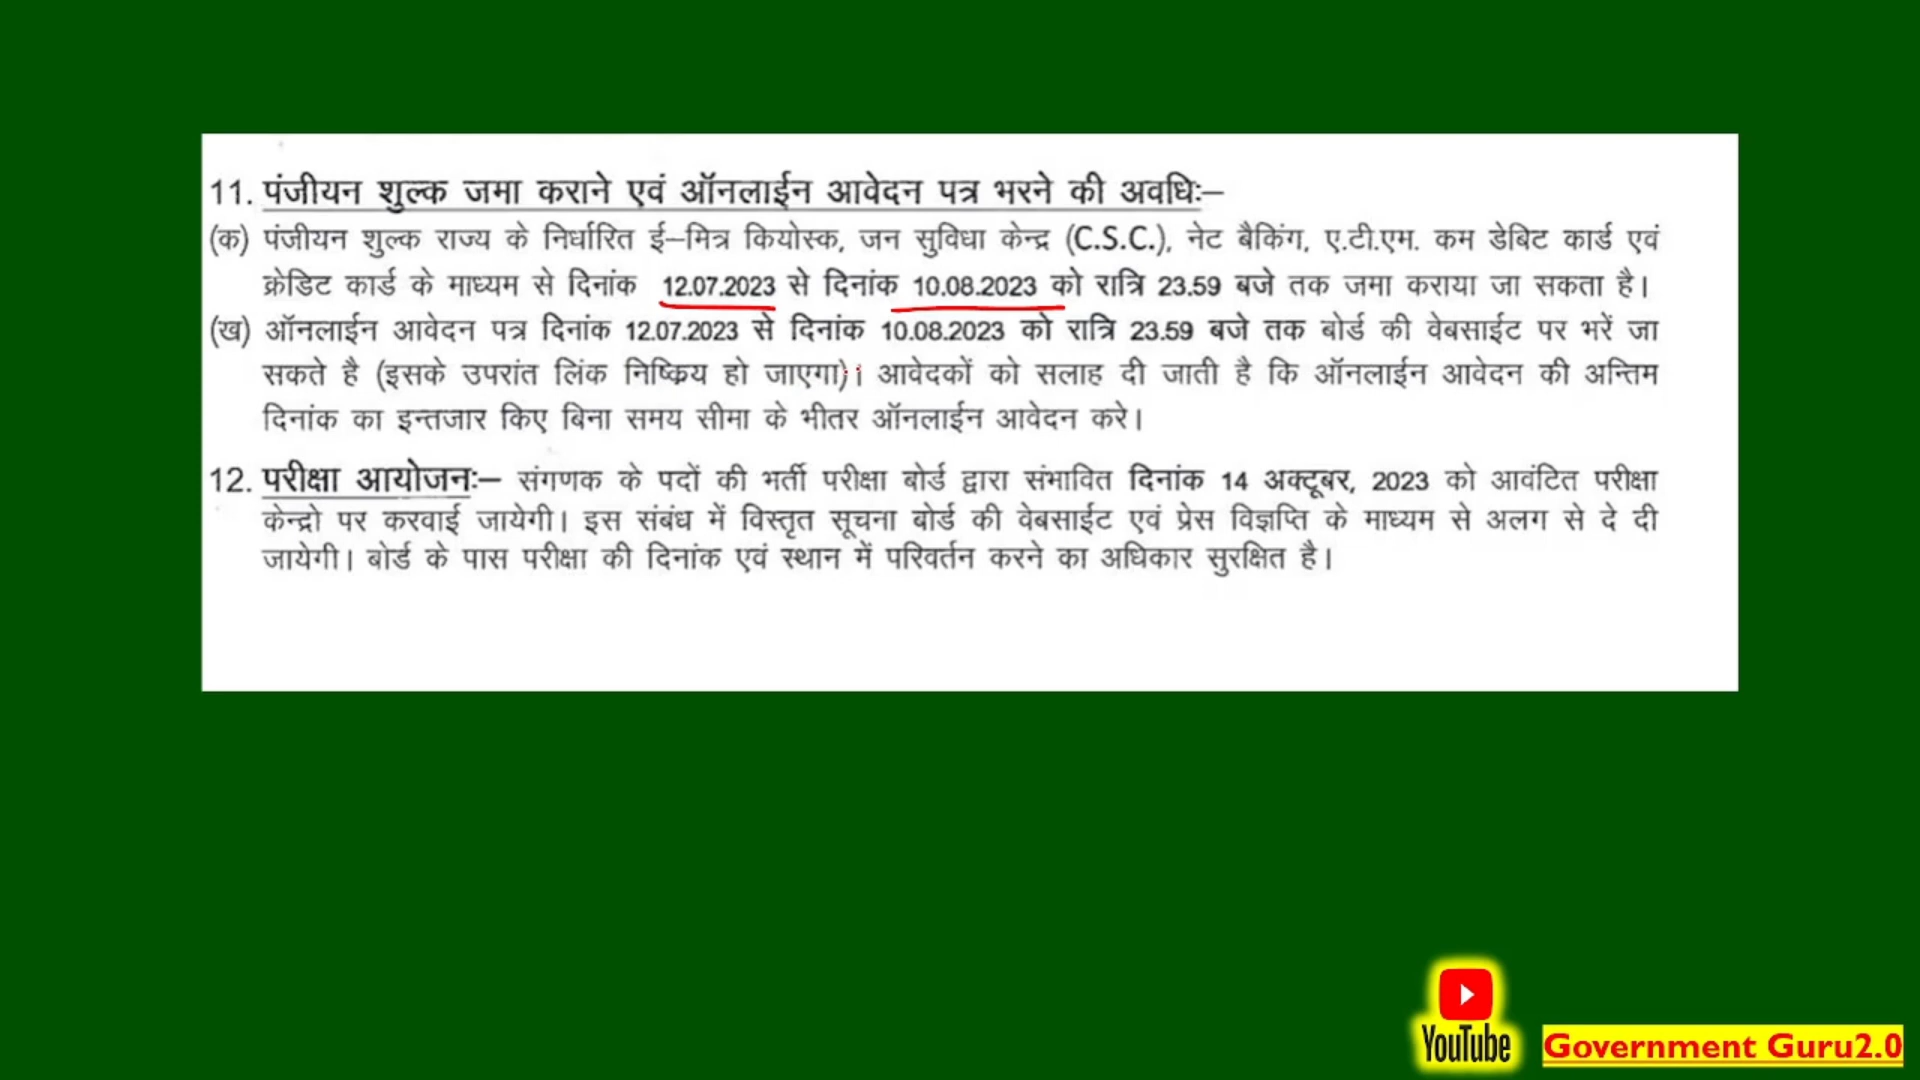 11. पंजीयन शुल्क जमा कराने एवं ऑनलाईन आवेदन पत्र भरने की अवधिः–
(क) पंजीयन शुल्क राज्य के निर्धारित ई–मित्र कियोस्क, जन सुविधा केन्द्र (C.S.C.), नेट बैकिंग, ए.टी.एम. कम डेबिट कार्ड एवं
क्रेडिट कार्ड के माध्यम से दिनांक 12.07.2023 से दिनांक 10.08.2023 को रात्रि 23.59 बजे तक जमा कराया जा सकता है।
(ख) ऑनलाईन आवेदन पत्र दिनांक 12.07.2023 से दिनांक 10.08.2023 को रात्रि 23.59 बजे तक बोर्ड की वेबसाईट पर भरें जा
सकते है (इसके उपरांत लिंक निष्क्रिय हो जाएगा)। आवेदकों को सलाह दी जाती है कि ऑनलाईन आवेदन की अन्तिम
दिनांक का इन्तजार किए बिना समय सीमा के भीतर ऑनलाईन आवेदन करे।
12. परीक्षा आयोजनः– संगणक के पदों की भर्ती परीक्षा बोर्ड द्वारा संभावित दिनांक 14 अक्टूबर, 2023 को आवंटित परीक्षा
केन्द्रो पर करवाई जायेगी। इस संबंध में विस्तृत सूचना बोर्ड की वेबसाईट एवं प्रेस विज्ञप्ति के माध्यम से अलग से दे दी
जायेगी। बोर्ड के पास परीक्षा की दिनांक एवं स्थान में परिवर्तन करने का अधिकार सुरक्षित है।
YouTube
Government Guru2.0